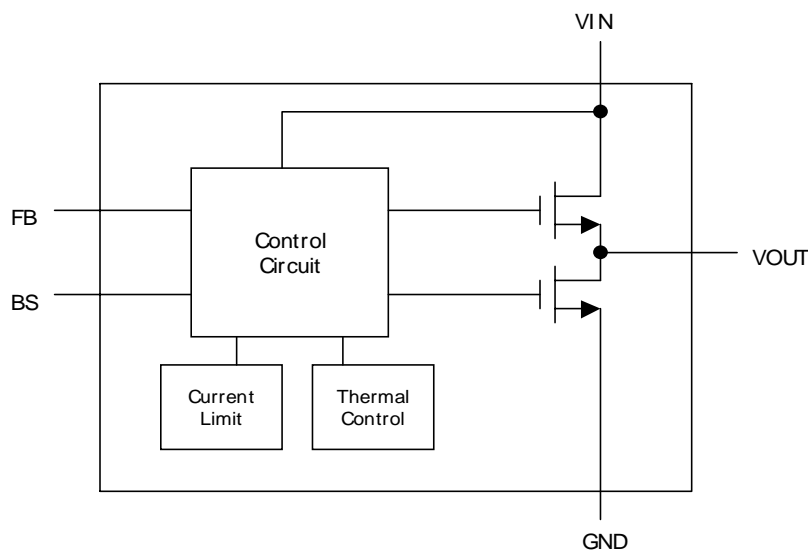 VIN
FB
Control
Circuit
VOUT
BS
Current
Limit
Thermal
Control
GND